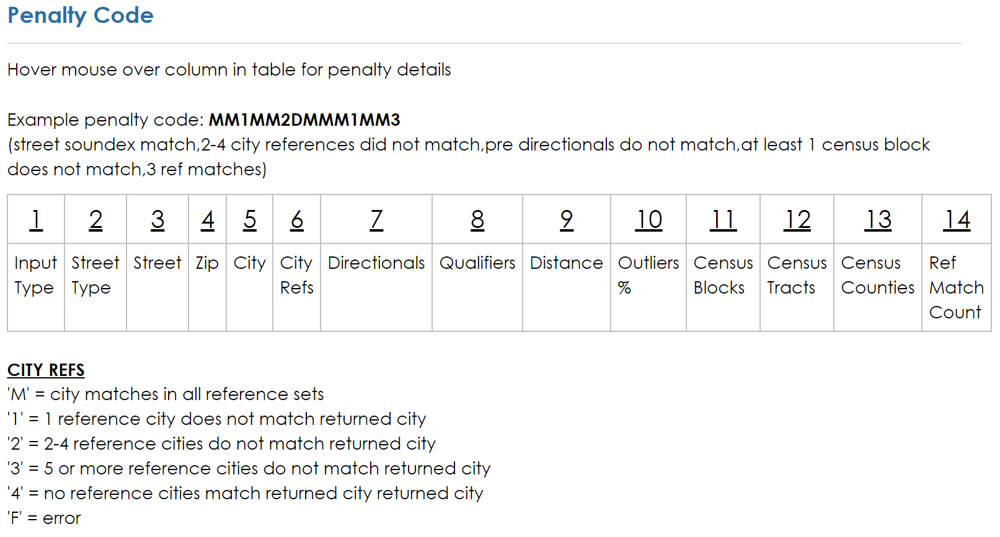 Penalty Code
Hover mouse over column in table for penalty details
Example penalty code: MM1MM2DMMM1MM3
(street soundex match,2-4 city references did not match,pre directionals do not match,at least 1 census block
does not match,3 ref matches)
1 2 3 4 5 6 7 8 9 10 11 12 13 14
Input Type Street Type Street Zip City City Refs Directionals Qualifiers Distance Outliers % Census Blocks Census Tracts Census Counties Ref Match Count
CITY REFS
'M' = city matches in all reference sets
'1' = 1 reference city does not match returned city
'2' = 2-4 reference cities do not match returned city
'3' = 5 or more reference cities do not match returned city
'4' = no reference cities match returned city returned city
'F' = error